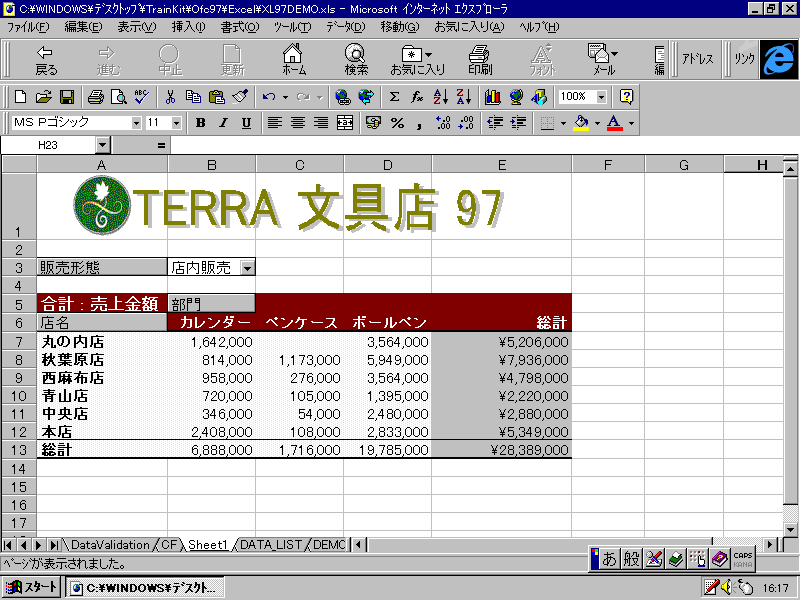 C:¥WINDOWS¥デスクトップ¥TrainKit¥Ofc97¥Excel¥XL97DEMO.xls - Microsoft インターネット エクスプローラ
ファイル(F) 編集(E) 表示(V) 挿入(I) 書式(O) ツール(T) データ(D) 移動(G) お気に入り(A) ヘルプ(H)
戻る 進む 中止 更新 ホーム 検索 お気に入り 印刷 フォント メール 編 アドレス リンク
100%
MS Pゴシック 11 B I U % ,
H23 =
A B C D E F G H
1 TERRA 文具店 97
2
3 販売形態 店内販売
4
5 合計 : 売上金額 部門
6 店名 カレンダー ペンケース ボールペン 総計
7 丸の内店 1,642,000 3,564,000 ¥5,206,000
8 秋葉原店 814,000 1,173,000 5,949,000 ¥7,936,000
9 西麻布店 958,000 276,000 3,564,000 ¥4,798,000
10 青山店 720,000 105,000 1,395,000 ¥2,220,000
11 中央店 346,000 54,000 2,480,000 ¥2,880,000
12 本店 2,408,000 108,000 2,833,000 ¥5,349,000
13 総計 6,888,000 1,716,000 19,785,000 ¥28,389,000
14
15
16
17
DataValidation CF Sheet1 DATA_LIST DEMO
ページが表示されました。
あ 般 CAPS KANA
スタート C:¥WINDOWS¥デスクト... 16:17